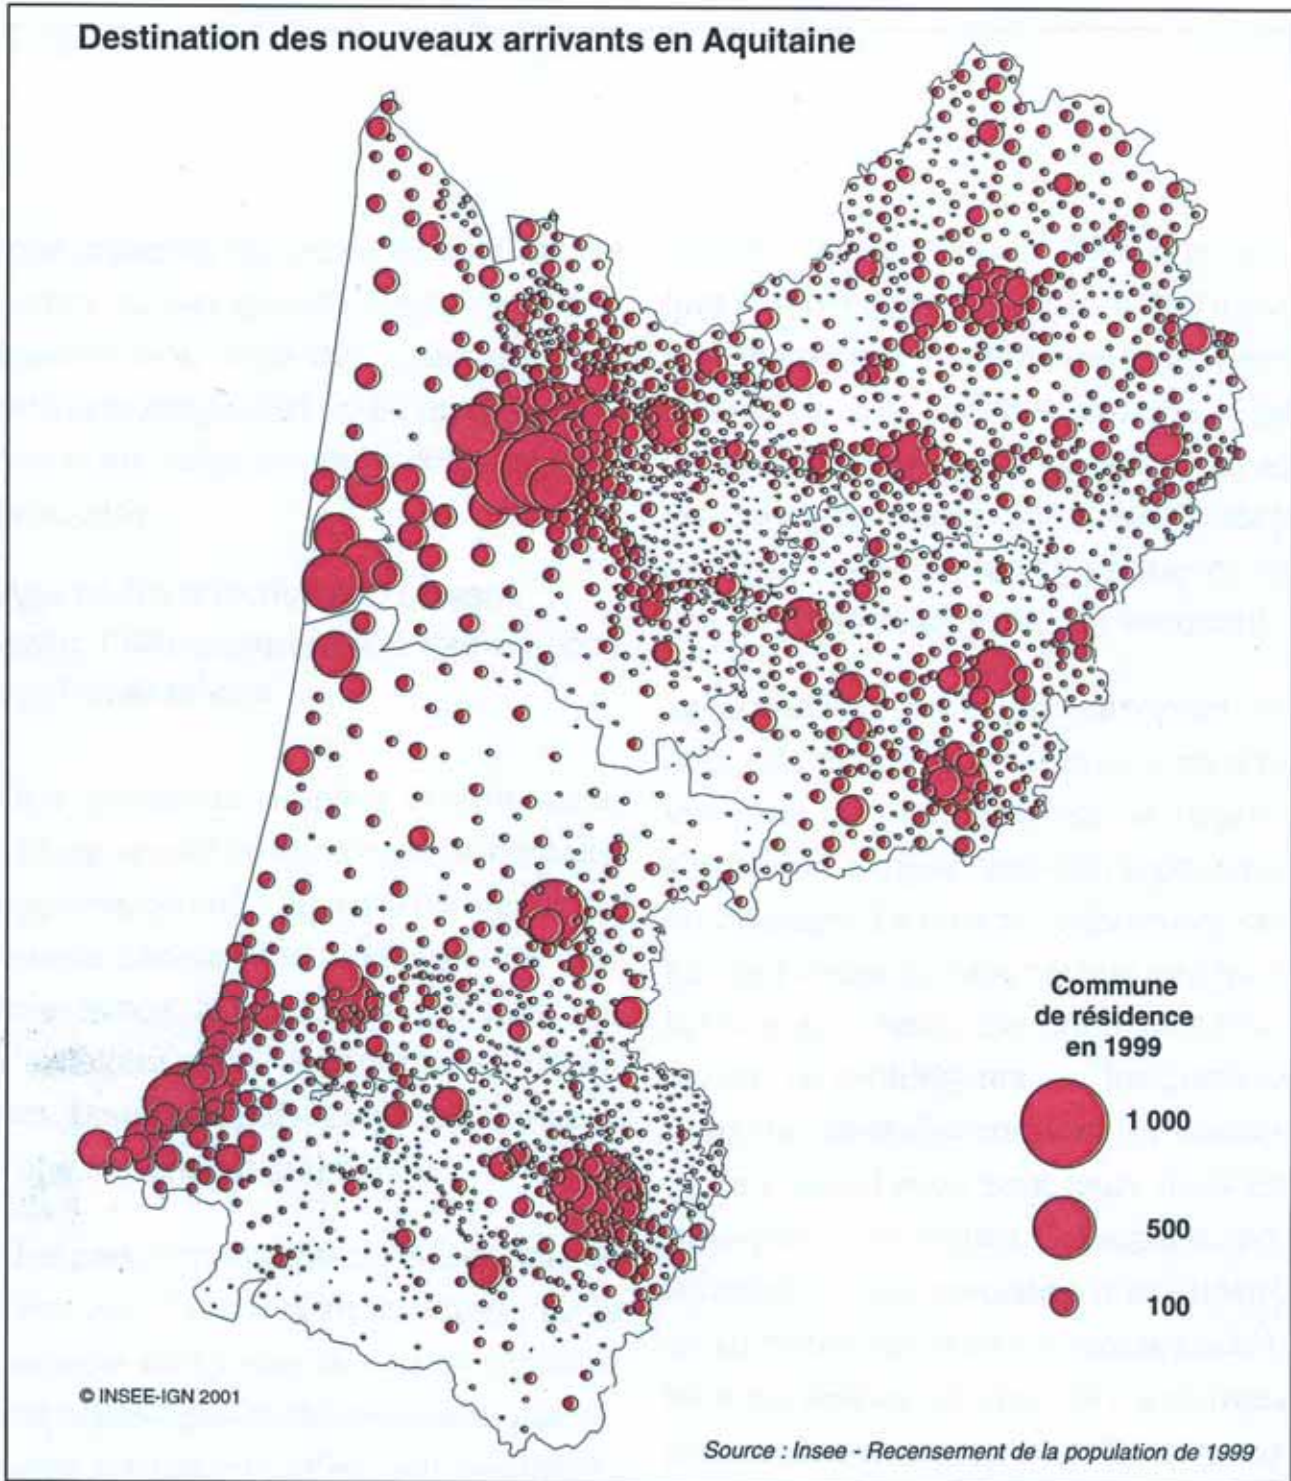 Destination des nouveaux arrivants en Aquitaine
Commune
de résidence
en 1999
1 000
500
100
© INSEE-IGN 2001
Source : Insee - Recensement de la population de 1999